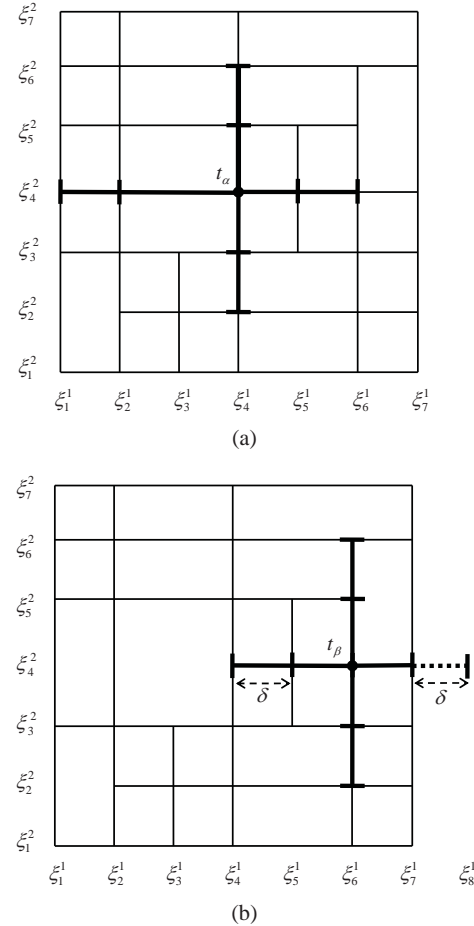 ξ₇²
ξ₆²
ξ₅²
t_α
ξ₄²
ξ₃²
ξ₂²
ξ₁²
ξ₁¹ ξ₂¹ ξ₃¹ ξ₄¹ ξ₅¹ ξ₆¹ ξ₇¹
(a)
ξ₇²
ξ₆²
ξ₅²
t_β
ξ₄²
δ δ
ξ₃²
ξ₂²
ξ₁²
ξ₁¹ ξ₂¹ ξ₃¹ ξ₄¹ ξ₅¹ ξ₆¹ ξ₇¹ ξ₈¹
(b)